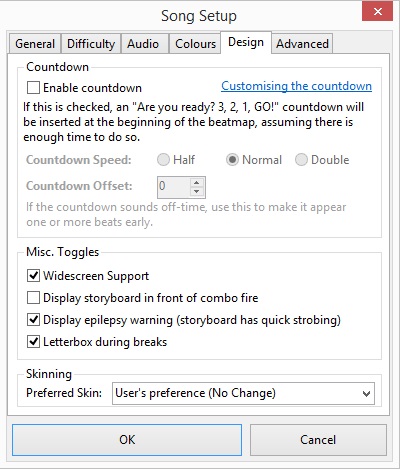 Song Setup
General Difficulty Audio Colours Design Advanced
Countdown
Enable countdown Customising the countdown
If this is checked, an "Are you ready? 3, 2, 1, GO!" countdown will
be inserted at the beginning of the beatmap, assuming there is
enough time to do so.
Countdown Speed: Half Normal Double
Countdown Offset: 0
If the countdown sounds off-time, use this to make it appear
one or more beats early.
Misc. Toggles
Widescreen Support
Display storyboard in front of combo fire
Display epilepsy warning (storyboard has quick strobing)
Letterbox during breaks
Skinning
Preferred Skin: User's preference (No Change)
OK Cancel